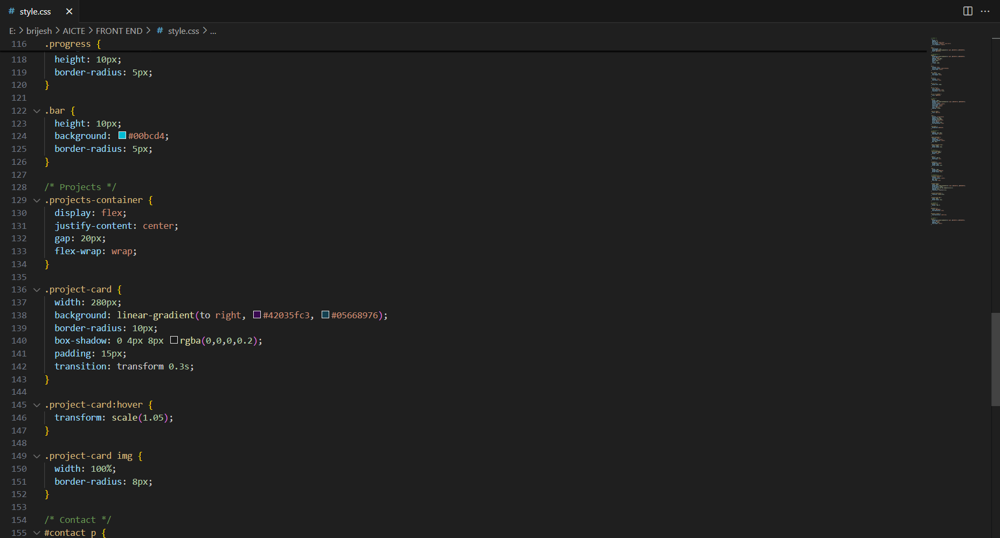 # style.css ×
E: > brijesh > AICTE > FRONT END > # style.css > ...
116 .progress {
118 height: 10px;
119 border-radius: 5px;
120 }
121
122 .bar {
123 height: 10px;
124 background: #00bcd4;
125 border-radius: 5px;
126 }
127
128 /* Projects */
129 .projects-container {
130 display: flex;
131 justify-content: center;
132 gap: 20px;
133 flex-wrap: wrap;
134 }
135
136 .project-card {
137 width: 280px;
138 background: linear-gradient(to right, #42035fc3, #05668976);
139 border-radius: 10px;
140 box-shadow: 0 4px 8px rgba(0,0,0,0.2);
141 padding: 15px;
142 transition: transform 0.3s;
143 }
144
145 .project-card:hover {
146 transform: scale(1.05);
147 }
148
149 .project-card img {
150 width: 100%;
151 border-radius: 8px;
152 }
153
154 /* Contact */
155 #contact p {